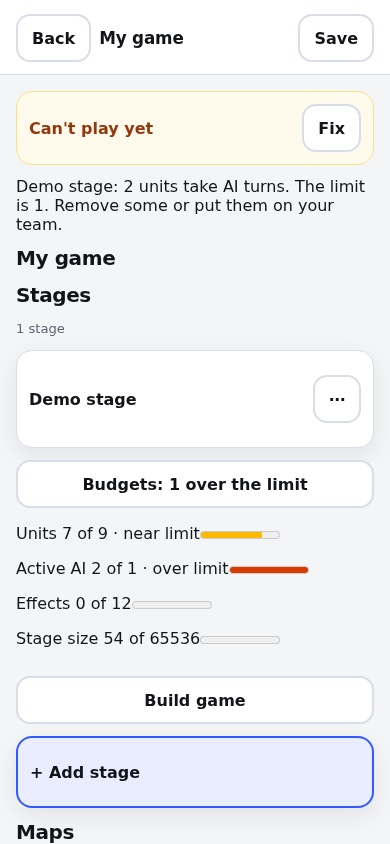 Back
My game
Save
Can't play yet
Fix
Demo stage: 2 units take AI turns. The limit
is 1. Remove some or put them on your
team.
My game
Stages
1 stage
Demo stage
...
Budgets: 1 over the limit
Units 7 of 9 · near limit
Active AI 2 of 1 · over limit
Effects 0 of 12
Stage size 54 of 65536
Build game
+ Add stage
Maps